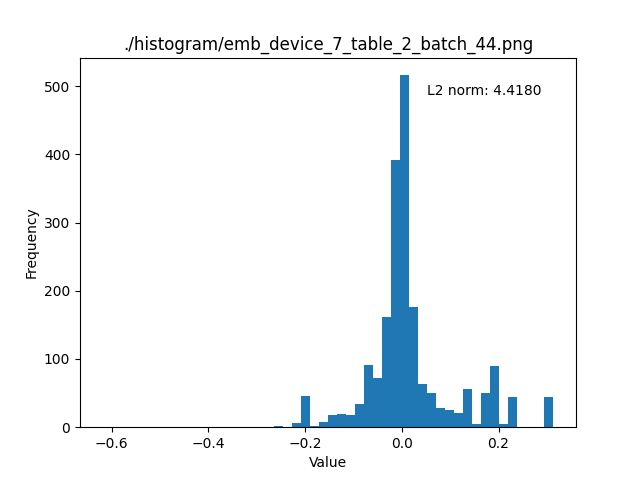 ./histogram/emb_device_7_table_2_batch_44.png
L2 norm: 4.4180
500
400
300
200
100
0
Frequency
−0.6 −0.4 −0.2 0.0 0.2
Value